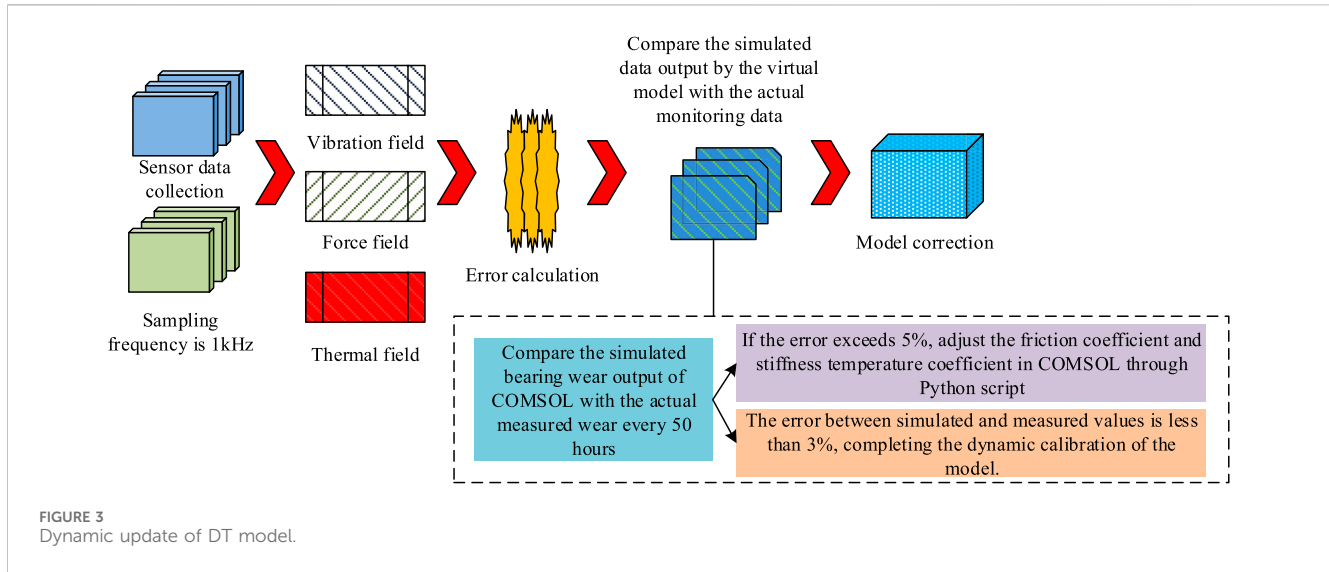 Sensor data
collection
Sampling
frequency is 1kHz
Vibration field
Force field
Thermal field
Error calculation
Compare the simulated
data output by the virtual
model with the actual
monitoring data
Model correction
Compare the simulated
bearing wear output of
COMSOL with the actual
measured wear every 50
hours
If the error exceeds 5%, adjust the friction coefficient and
stiffness temperature coefficient in COMSOL through
Python script
The error between simulated and measured values is less
than 3%, completing the dynamic calibration of the
model.
FIGURE 3
Dynamic update of DT model.